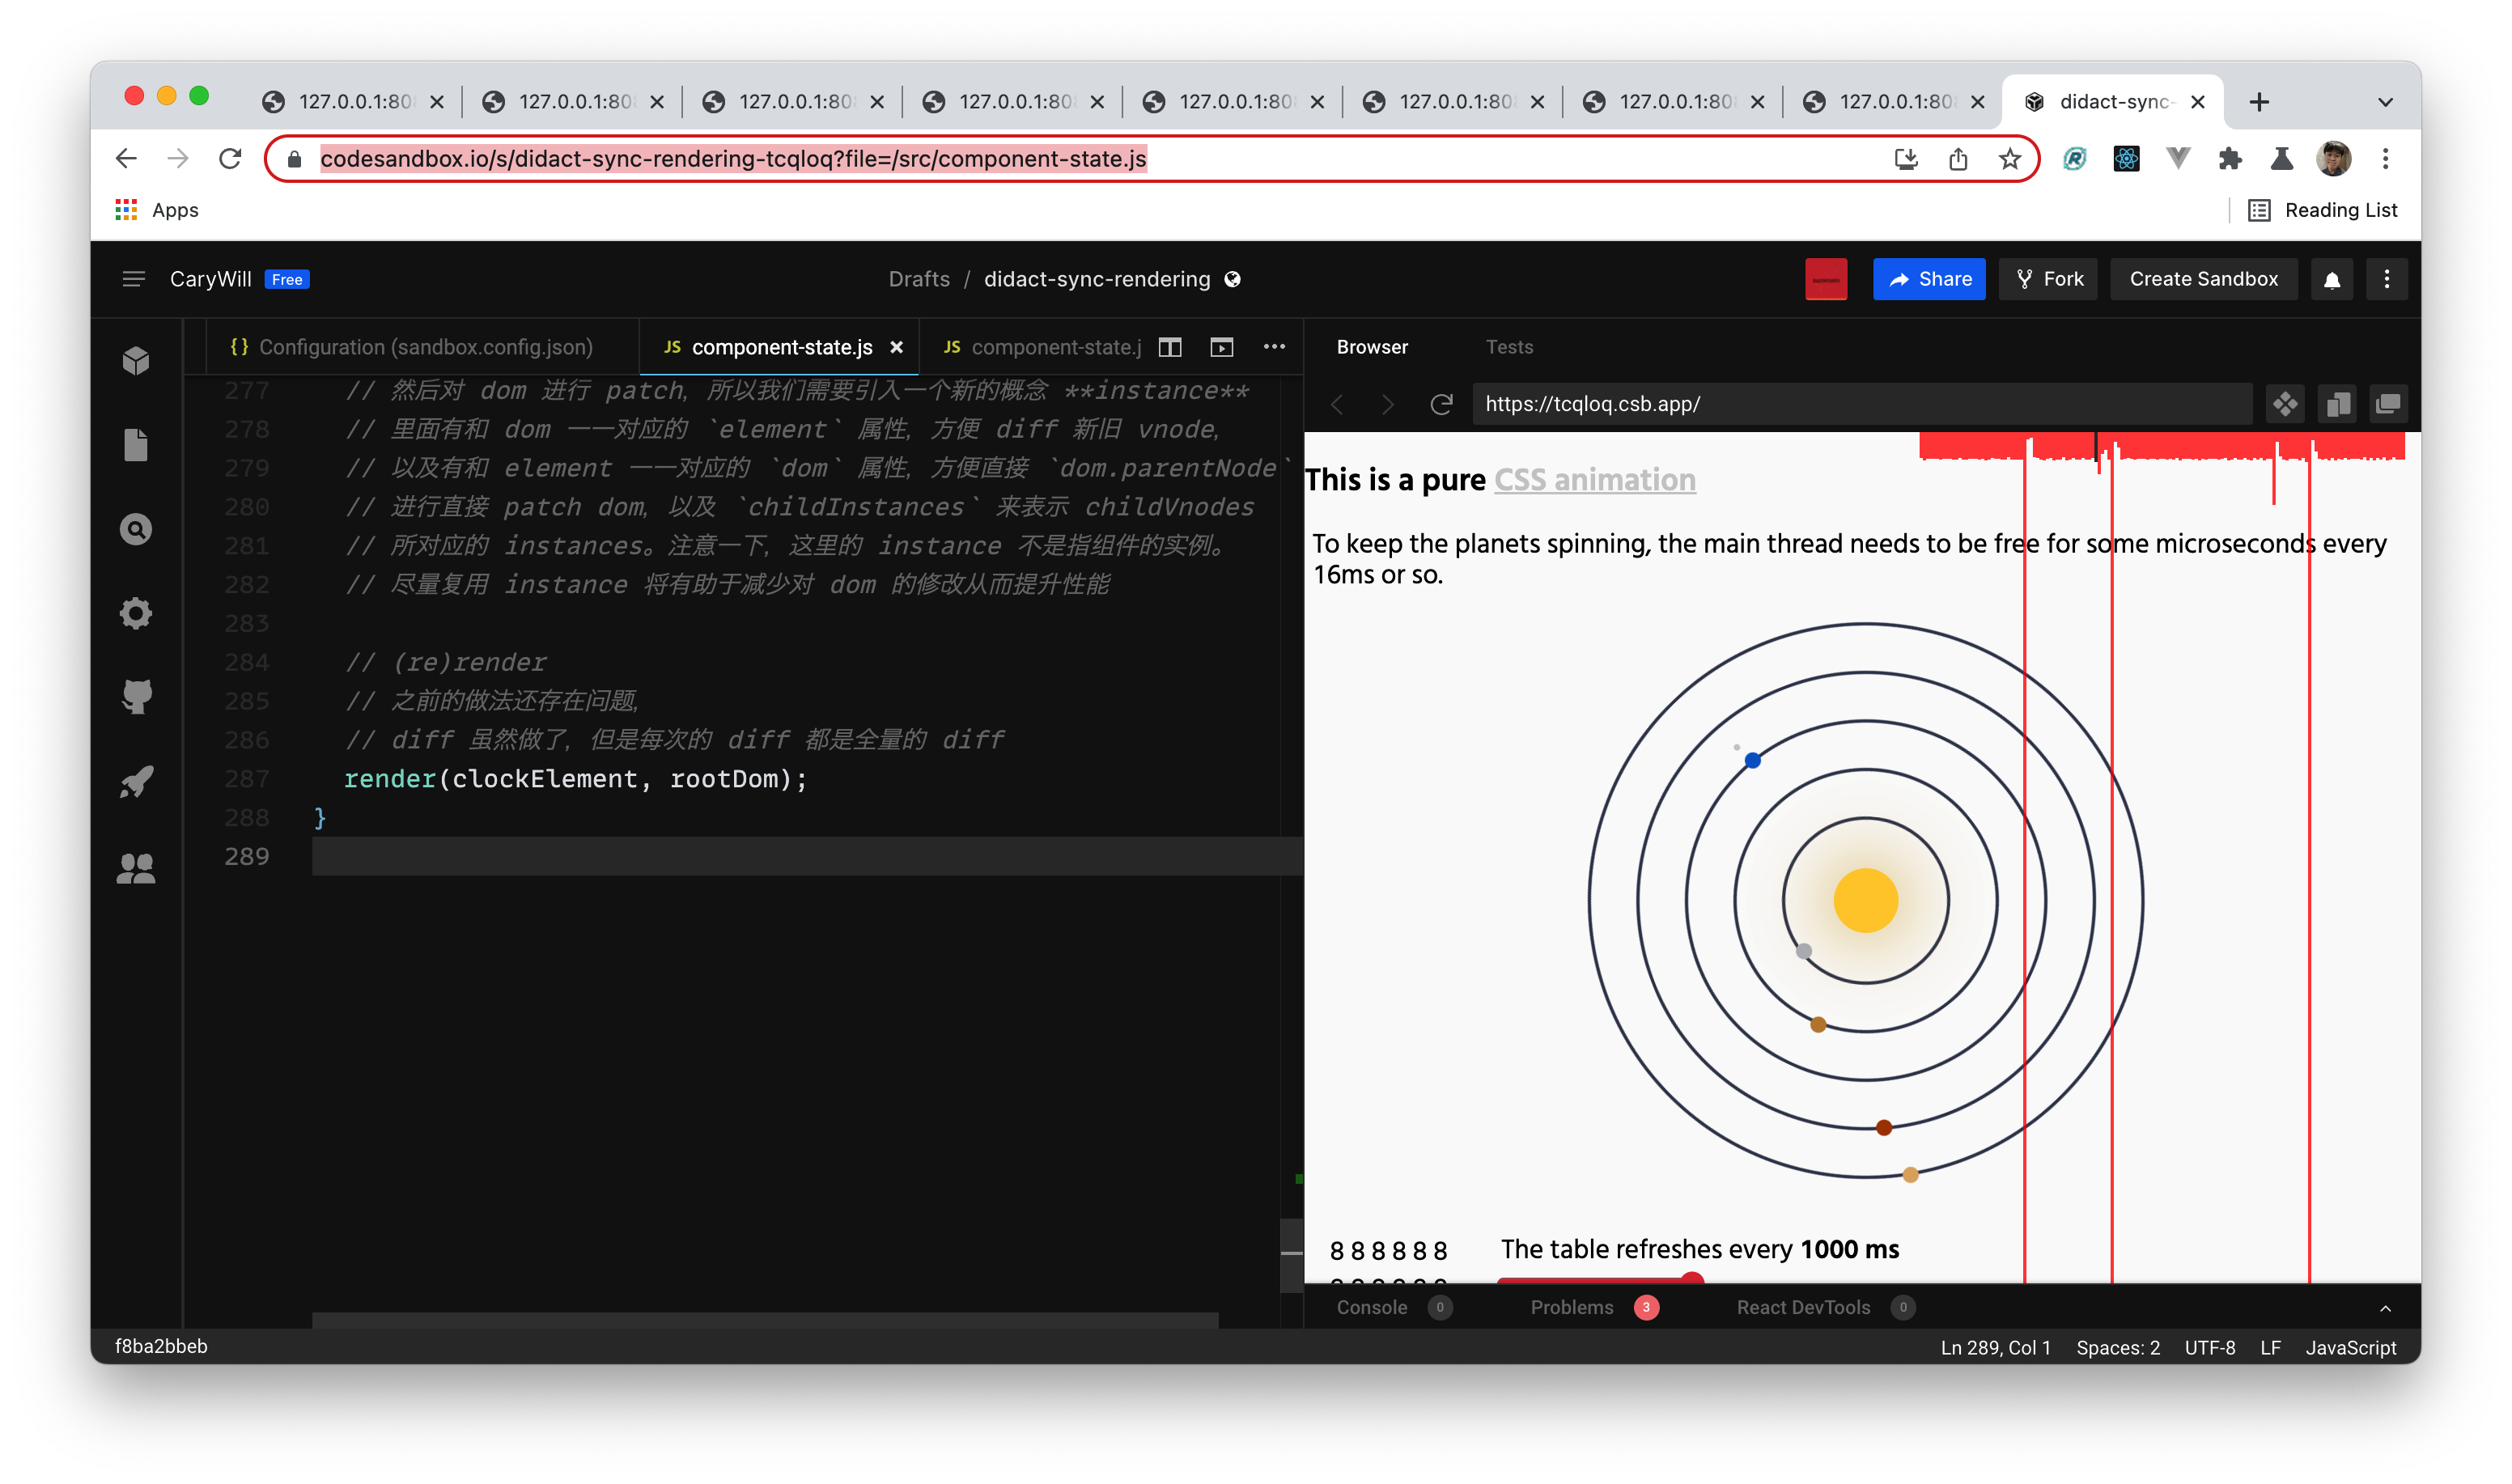 127.0.0.1:80
127.0.0.1:80
127.0.0.1:80
127.0.0.1:80
127.0.0.1:80
127.0.0.1:80
127.0.0.1:80
127.0.0.1:80
didact-sync-
codesandbox.io/s/didact-sync-rendering-tcqloq?file=/src/component-state.js
Apps
Reading List
CaryWill Free
Drafts / didact-sync-rendering
Share
Fork
Create Sandbox
{} Configuration (sandbox.config.json)
JS component-state.js
JS component-state.j
277 // 然后对 dom 进行 patch, 所以我们需要引入一个新的概念 **instance**
278 // 里面有和 dom 一一对应的 `element` 属性, 方便 diff 新旧 vnode,
279 // 以及有和 element 一一对应的 `dom` 属性, 方便直接 `dom.parentNode`
280 // 进行直接 patch dom, 以及 `childInstances` 来表示 childVnodes
281 // 所对应的 instances。注意一下, 这里的 instance 不是指组件的实例。
282 // 尽量复用 instance 将有助于减少对 dom 的修改从而提升性能
283
284 // (re)render
285 // 之前的做法还存在问题,
286 // diff 虽然做了, 但是每次的 diff 都是全量的 diff
287 render(clockElement, rootDom);
288 }
289
Browser
Tests
https://tcqloq.csb.app/
This is a pure CSS animation
To keep the planets spinning, the main thread needs to be free for some microseconds every
16ms or so.
8 8 8 8 8 8
The table refreshes every 1000 ms
Console 0
Problems 3
React DevTools 0
f8ba2bbeb
Ln 289, Col 1
Spaces: 2
UTF-8
LF
JavaScript